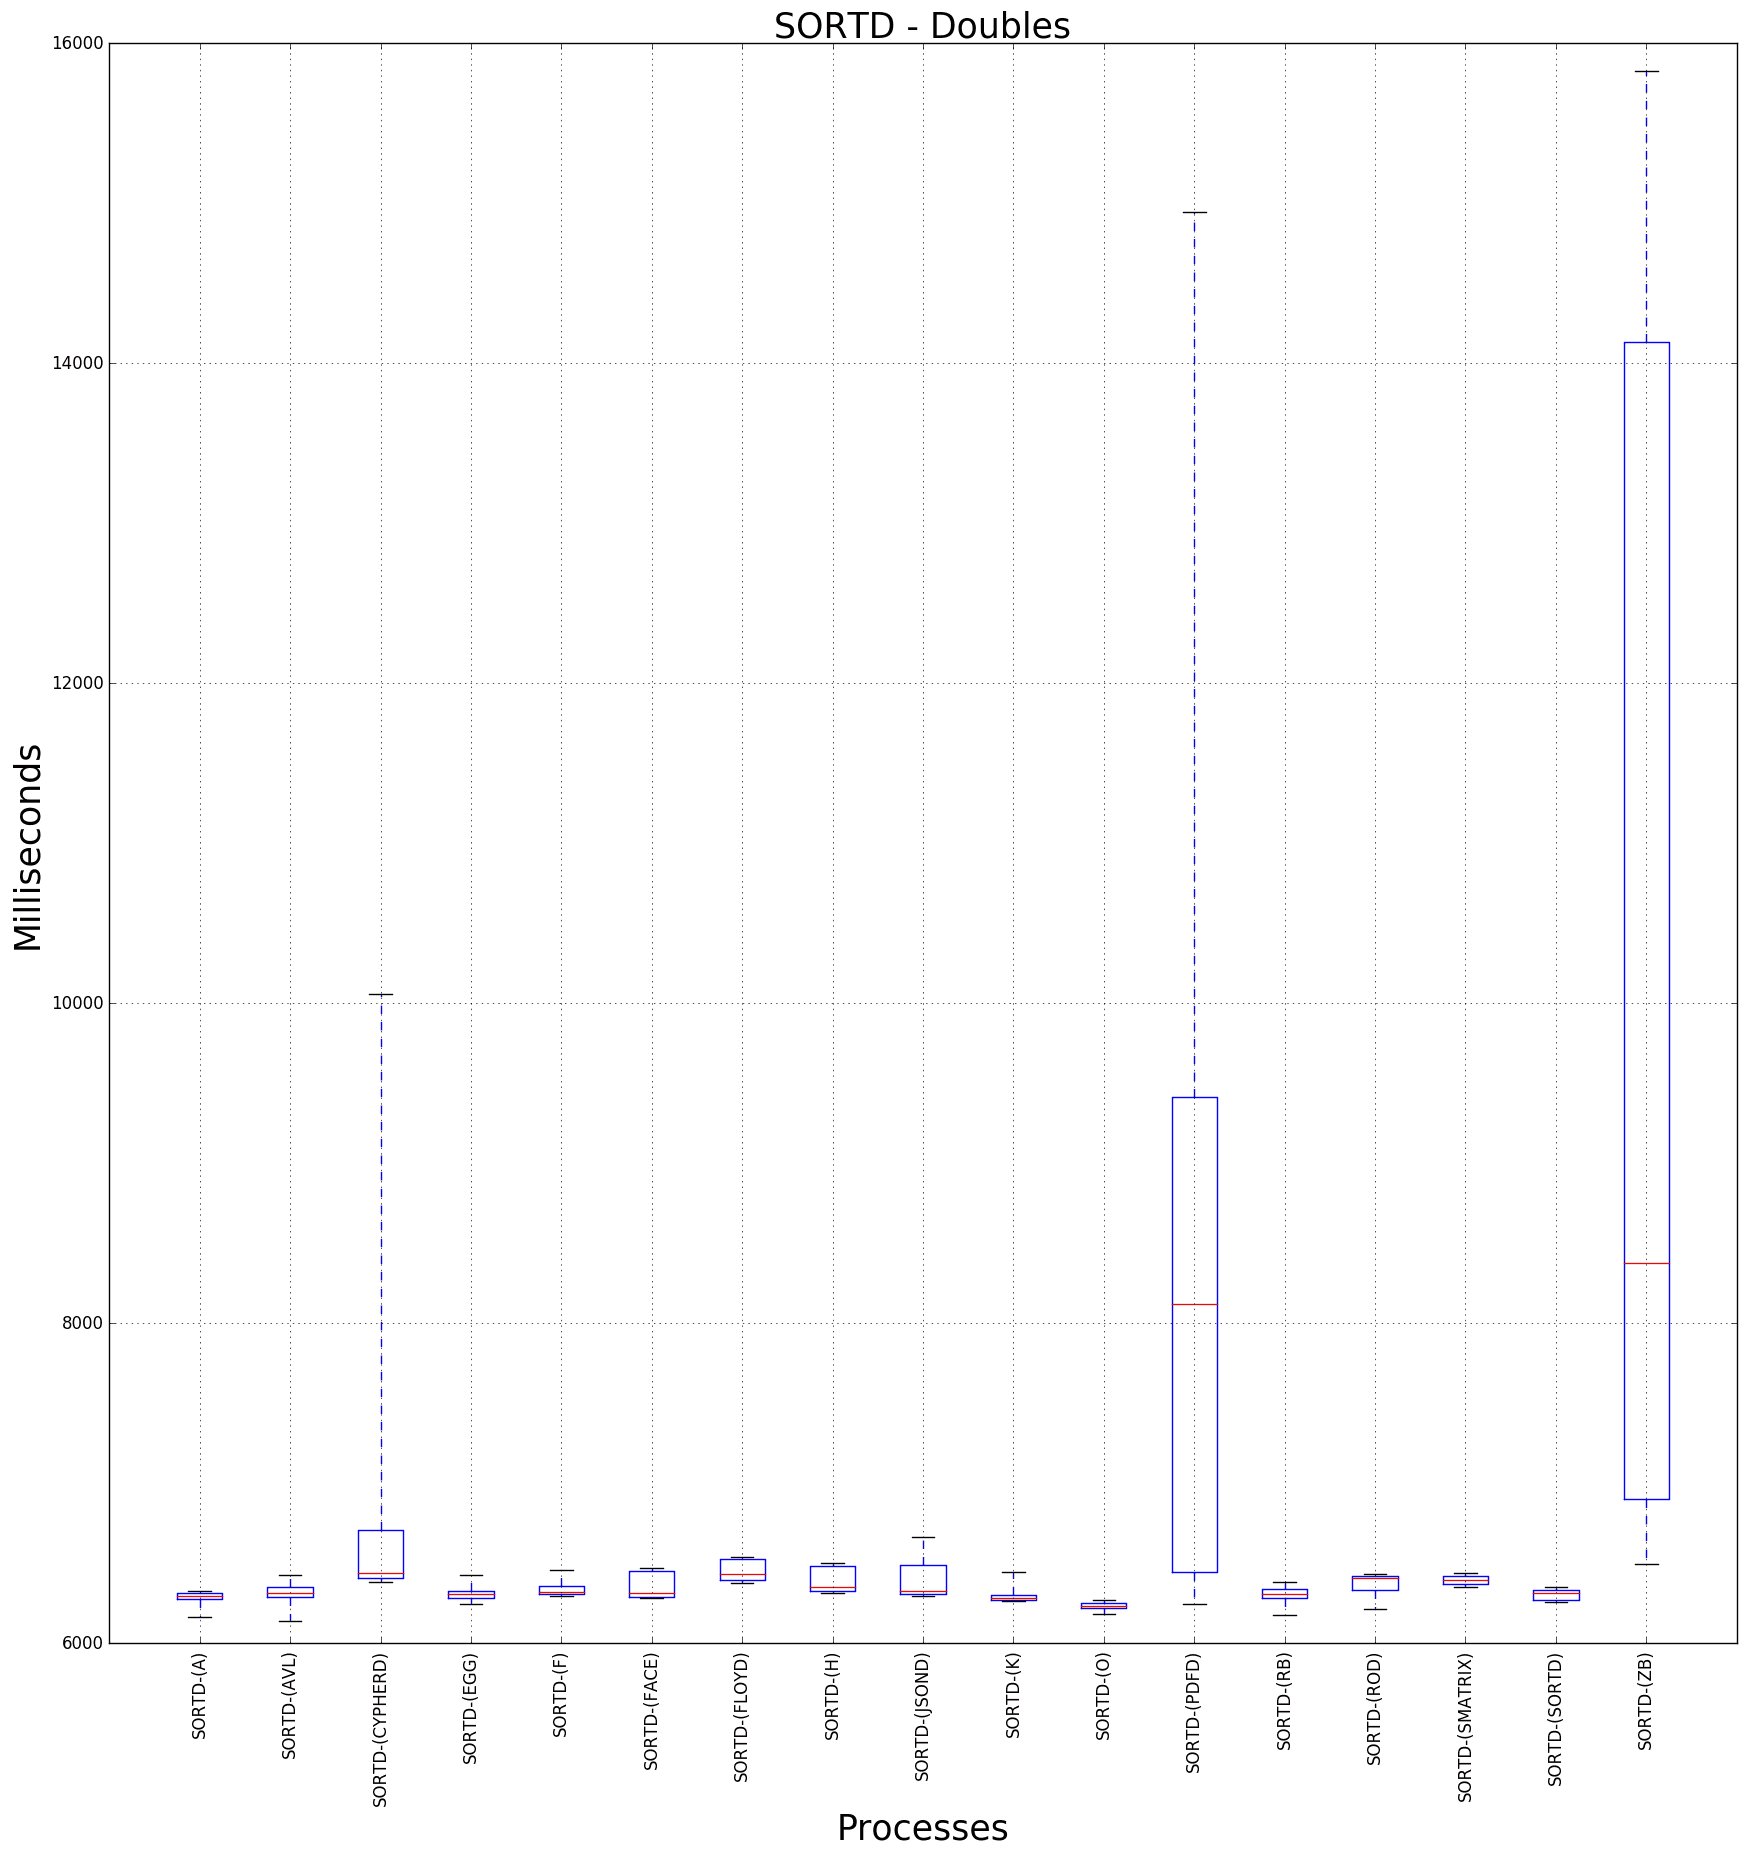 SORTD - Doubles
16000
14000
12000
10000
8000
6000
Milliseconds
SORTD-(A)
SORTD-(AVL)
SORTD-(CYPHERD)
SORTD-(EGG)
SORTD-(F)
SORTD-(FACE)
SORTD-(FLOYD)
SORTD-(H)
SORTD-(JSOND)
SORTD-(K)
SORTD-(O)
SORTD-(PDFD)
SORTD-(RB)
SORTD-(ROD)
SORTD-(SMATRIX)
SORTD-(SORTD)
SORTD-(ZB)
Processes